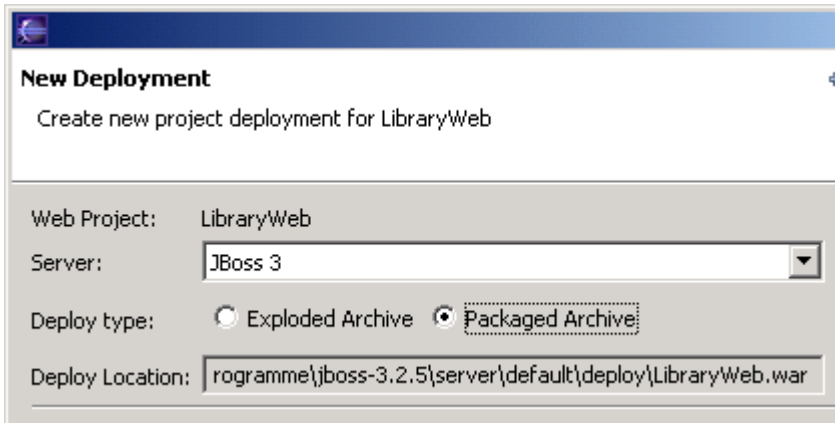 New Deployment
Create new project deployment for LibraryWeb
Web Project: LibraryWeb
Server: JBoss 3
Deploy type: Exploded Archive Packaged Archive
Deploy Location: rogramme\jboss-3.2.5\server\default\deploy\LibraryWeb.war